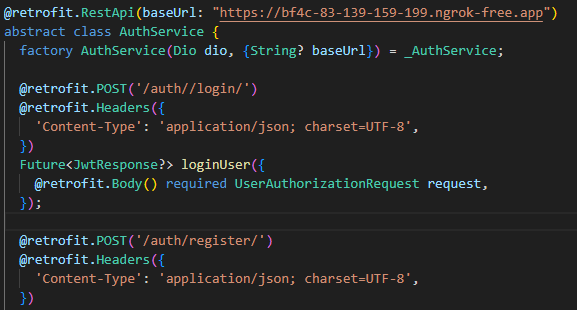 @retrofit.RestApi(baseUrl: "https://bf4c-83-139-159-199.ngrok-free.app")
abstract class AuthService {
  factory AuthService(Dio dio, {String? baseUrl}) = _AuthService;

  @retrofit.POST('/auth//login/')
  @retrofit.Headers({
    'Content-Type': 'application/json; charset=UTF-8',
  })
  Future<JwtResponse?> loginUser({
    @retrofit.Body() required UserAuthorizationRequest request,
  });

  @retrofit.POST('/auth/register/')
  @retrofit.Headers({
    'Content-Type': 'application/json; charset=UTF-8',
  })